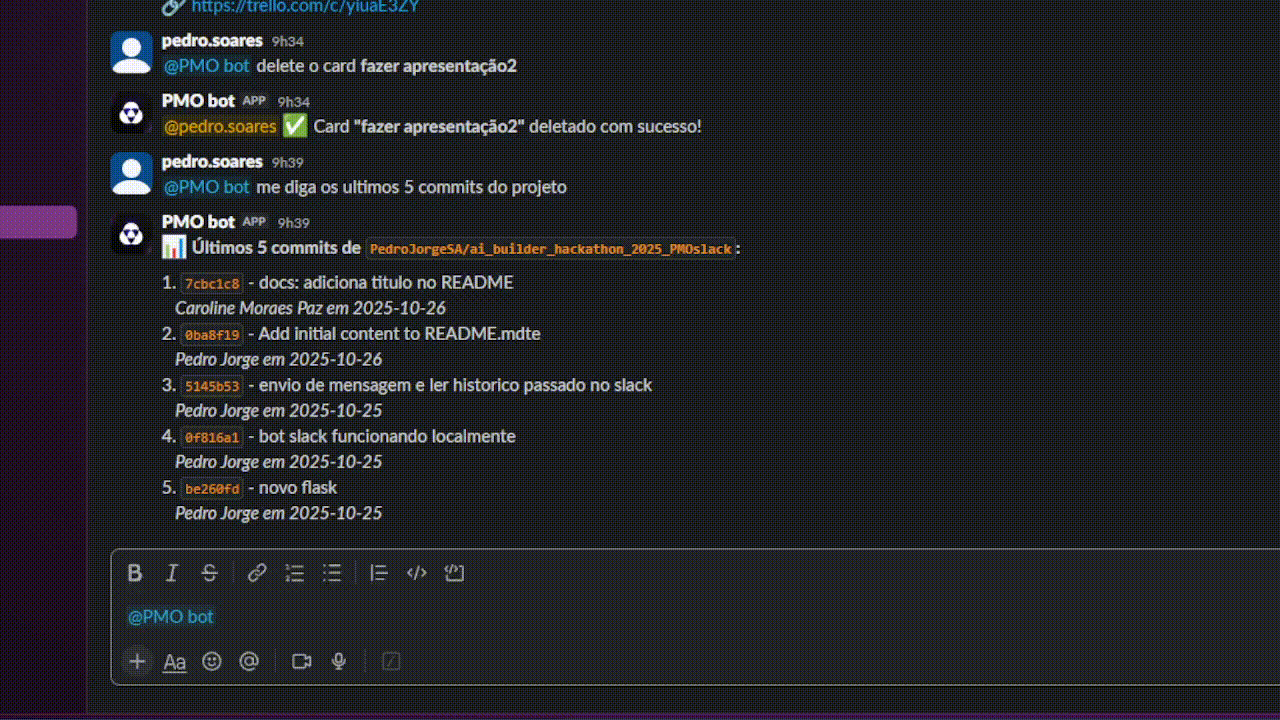 https://trello.com/c/yiuaE3ZY
pedro.soares 9h34
@PMO bot delete o card fazer apresentação2
PMO bot APP 9h34
@pedro.soares ✅ Card "fazer apresentação2" deletado com sucesso!
pedro.soares 9h39
@PMO bot me diga os ultimos 5 commits do projeto
PMO bot APP 9h39
📊 Últimos 5 commits de PedroJorgeSA/ai_builder_hackathon_2025_PMOslack:
1. 7cbc1c8 - docs: adiciona titulo no README
Caroline Moraes Paz em 2025-10-26
2. 0ba8f19 - Add initial content to README.mdte
Pedro Jorge em 2025-10-26
3. 5145b53 - envio de mensagem e ler historico passado no slack
Pedro Jorge em 2025-10-25
4. 0f816a1 - bot slack funcionando localmente
Pedro Jorge em 2025-10-25
5. be260fd - novo flask
Pedro Jorge em 2025-10-25
@PMO bot
Aa